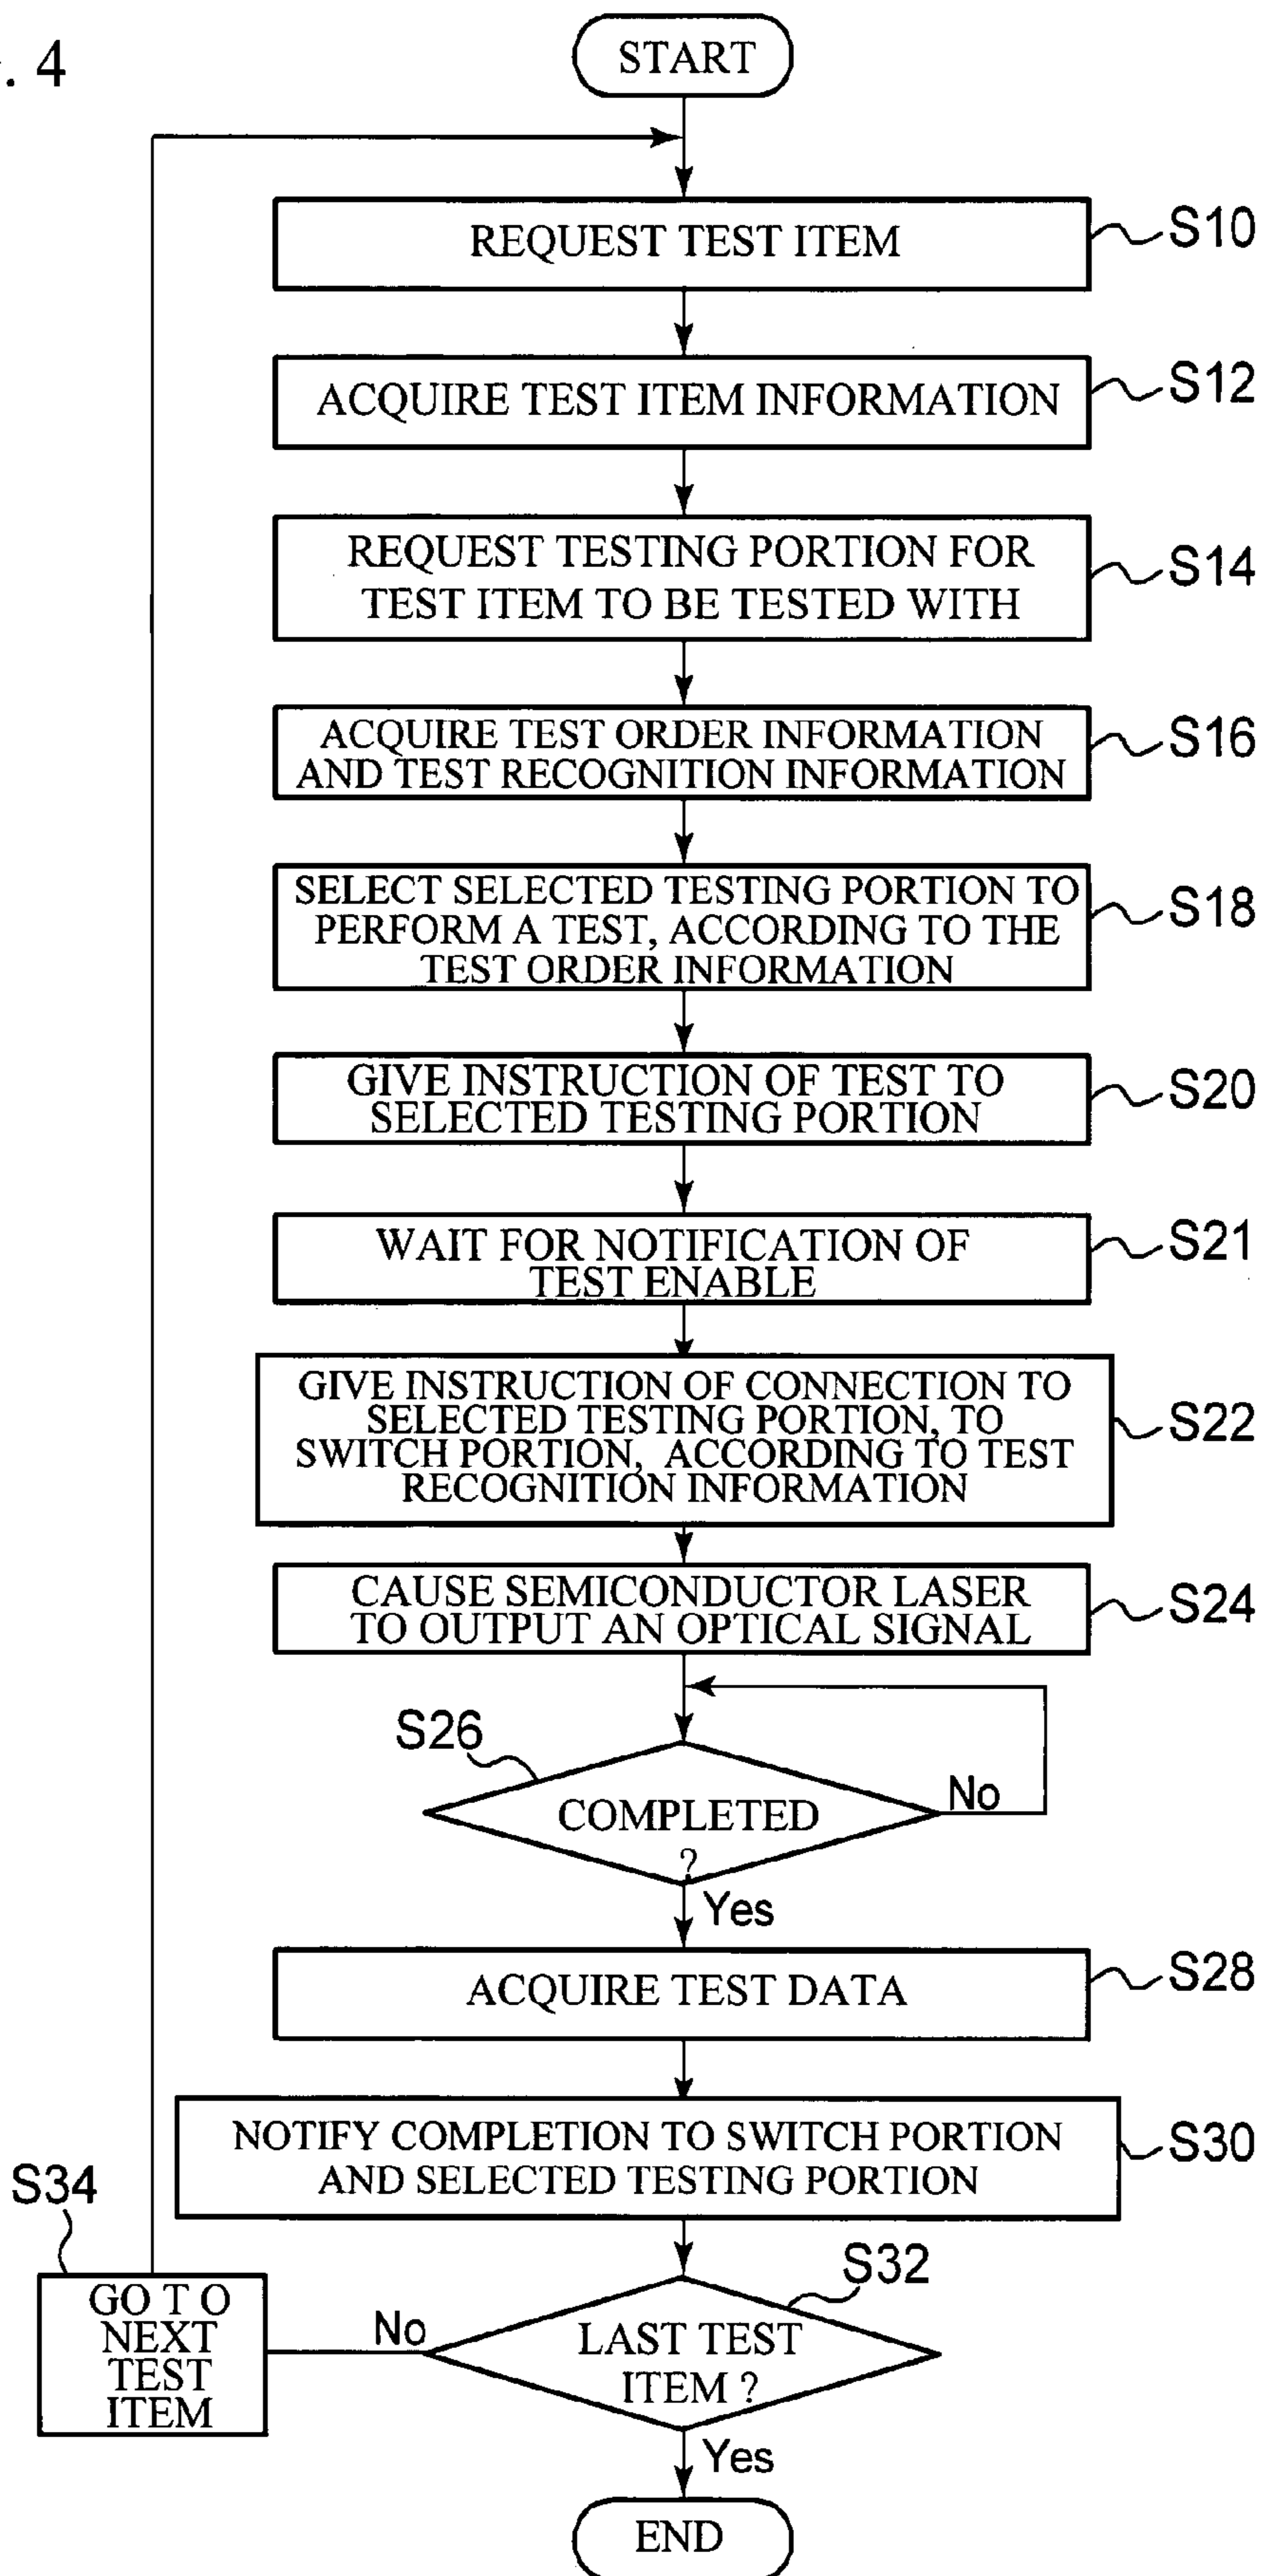 . 4
START
REQUEST TEST ITEM
S10
ACQUIRE TEST ITEM INFORMATION
S12
REQUEST TESTING PORTION FOR
TEST ITEM TO BE TESTED WITH
S14
ACQUIRE TEST ORDER INFORMATION
AND TEST RECOGNITION INFORMATION
S16
SELECT SELECTED TESTING PORTION TO
PERFORM A TEST, ACCORDING TO THE
TEST ORDER INFORMATION
S18
GIVE INSTRUCTION OF TEST TO
SELECTED TESTING PORTION
S20
WAIT FOR NOTIFICATION OF
TEST ENABLE
S21
GIVE INSTRUCTION OF CONNECTION TO
SELECTED TESTING PORTION, TO
SWITCH PORTION, ACCORDING TO TEST
RECOGNITION INFORMATION
S22
CAUSE SEMICONDUCTOR LASER
TO OUTPUT AN OPTICAL SIGNAL
S24
S26
COMPLETED
?
No
Yes
ACQUIRE TEST DATA
S28
NOTIFY COMPLETION TO SWITCH PORTION
AND SELECTED TESTING PORTION
S30
S34
GO T O
NEXT
TEST
ITEM
No
S32
LAST TEST
ITEM ?
Yes
END